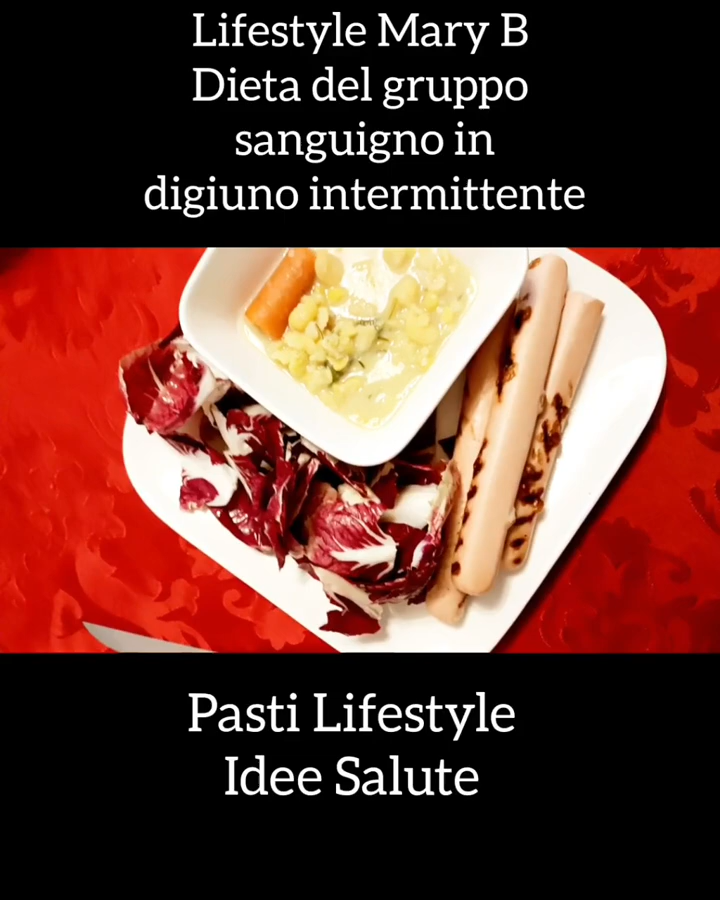 Lifestyle Mary B
Dieta del gruppo
sanguigno in
digiuno intermittente
Pasti Lifestyle
Idee Salute